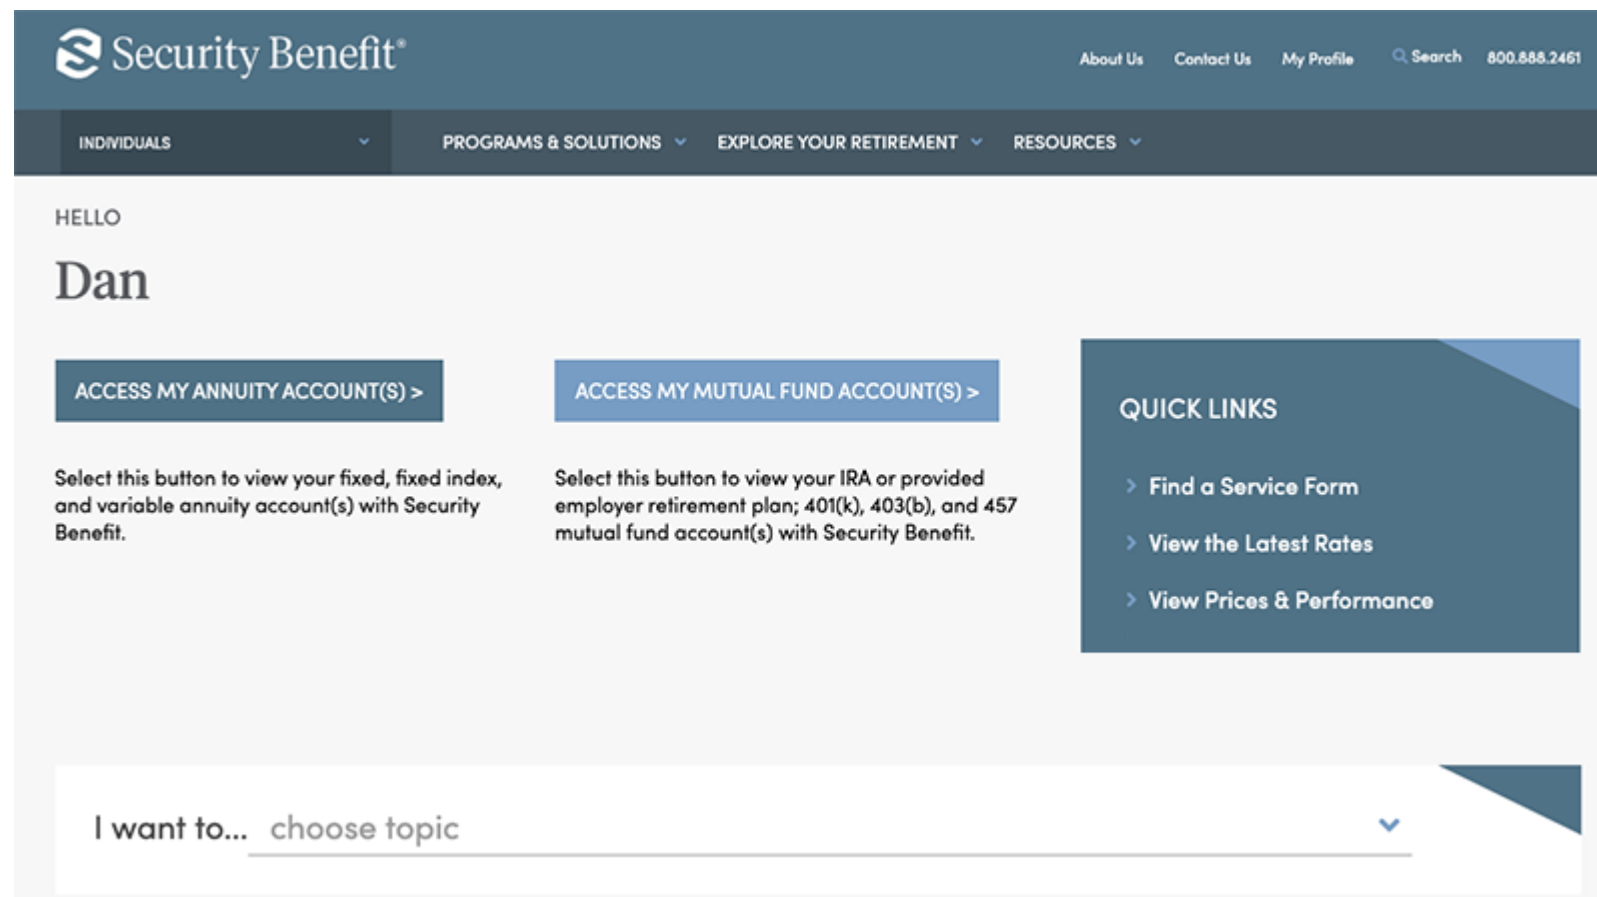 Security Benefit®
About Us Contact Us My Profile Search 800.888.2461
INDIVIDUALS PROGRAMS & SOLUTIONS EXPLORE YOUR RETIREMENT RESOURCES
HELLO
Dan
ACCESS MY ANNUITY ACCOUNT(S) >
Select this button to view your fixed, fixed index,
and variable annuity account(s) with Security
Benefit.
ACCESS MY MUTUAL FUND ACCOUNT(S) >
Select this button to view your IRA or provided
employer retirement plan; 401(k), 403(b), and 457
mutual fund account(s) with Security Benefit.
QUICK LINKS
> Find a Service Form
> View the Latest Rates
> View Prices & Performance
I want to... choose topic